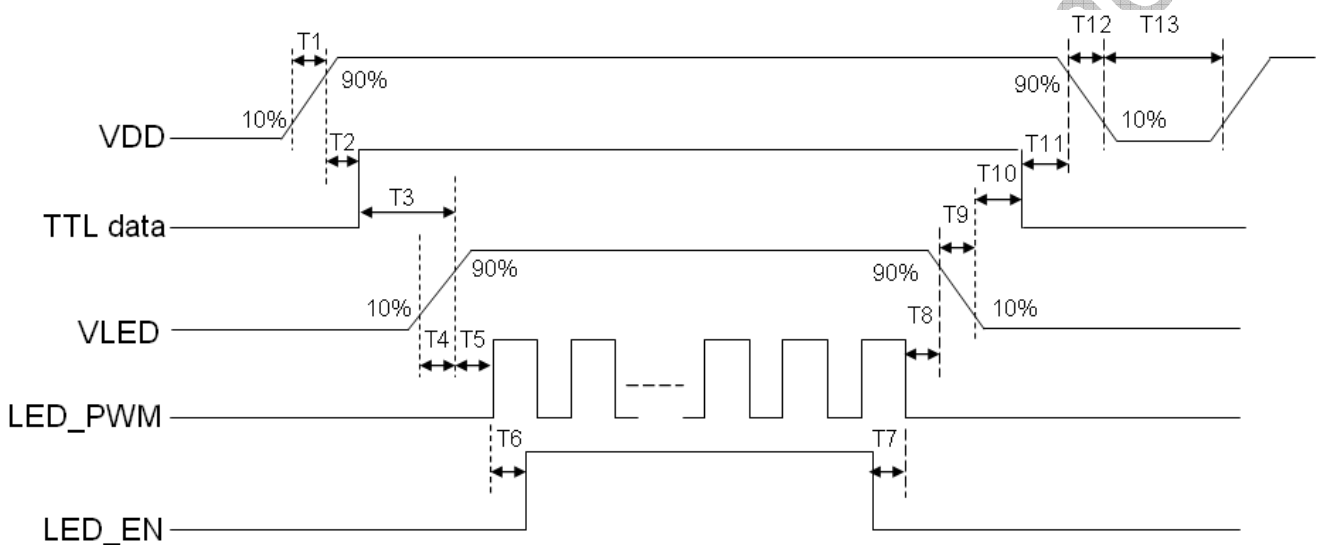 T1
T12 T13
90% 90%
10% 10%
VDD
T2 T11
T10
T3 T9
TTL data
90% 90%
10% 10%
VLED
T4 T5 T8
LED_PWM
T6 T7
LED_EN